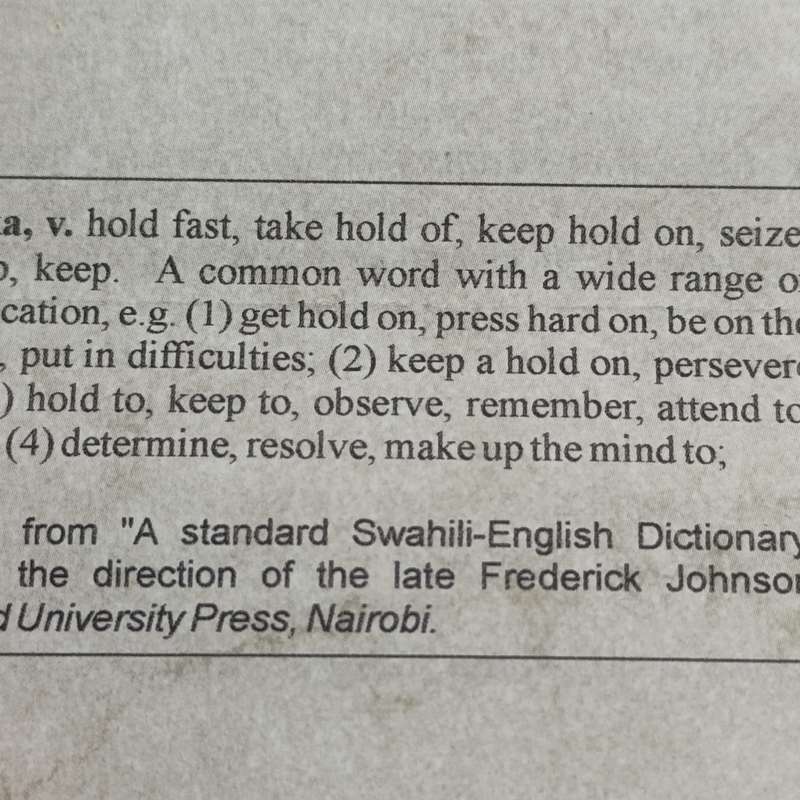 a, v. hold fast, take hold of, keep hold on, seize
, keep. A common word with a wide range o
cation, e.g. (1) get hold on, press hard on, be on the
, put in difficulties; (2) keep a hold on, persevere
) hold to, keep to, observe, remember, attend to
(4) determine, resolve, make up the mind to;
from "A standard Swahili-English Dictionary
the direction of the late Frederick Johnson
d University Press, Nairobi.